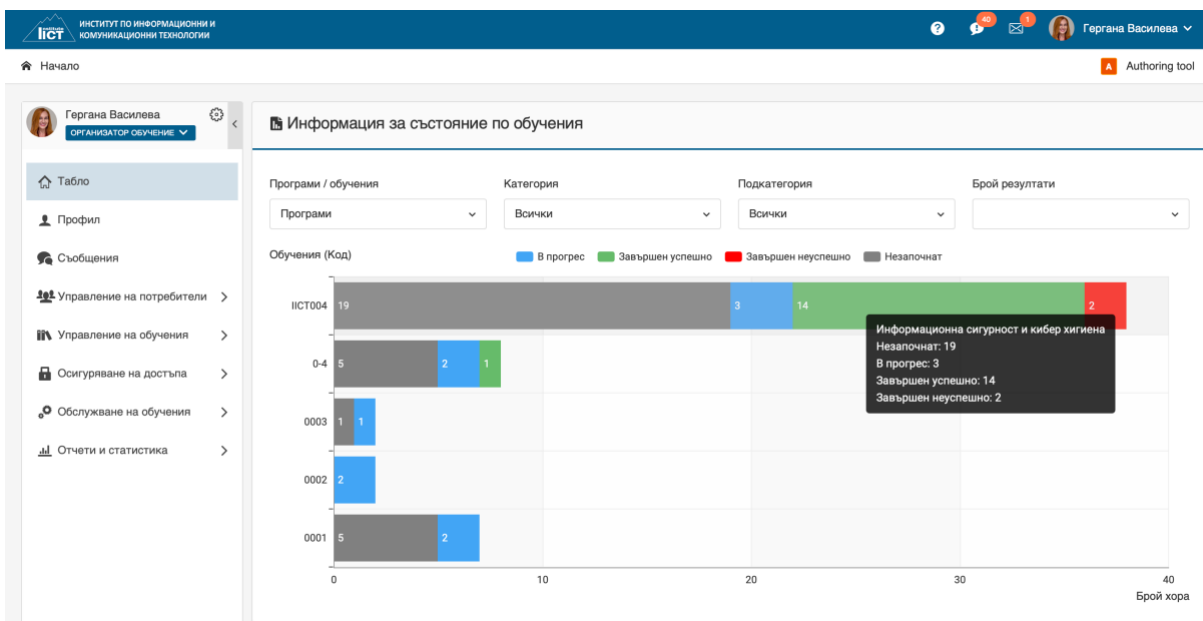 institute
IICT
ИНСТИТУТ ПО ИНФОРМАЦИОННИ И
КОМУНИКАЦИОННИ ТЕХНОЛОГИИ
40
1
Гергана Василева
Начало
A Authoring tool
Гергана Василева
ОРГАНИЗАТОР ОБУЧЕНИЕ
Табло
Профил
Съобщения
Управление на потребители
Управление на обучения
Осигуряване на достъпа
Обслужване на обучения
Отчети и статистика
Информация за състояние по обучения
Програми / обучения Категория Подкатегория Брой резултати
Програми Всички Всички
Обучения (Код) В прогрес Завършен успешно Завършен неуспешно Незапочнат
IICT004 19 3 14 2
Информационна сигурност и кибер хигиена
Незапочнат: 19
В прогрес: 3
Завършен успешно: 14
Завършен неуспешно: 2
0-4 5 2 1
0003 1 1
0002 2
0001 5 2
0 10 20 30 40
Брой хора